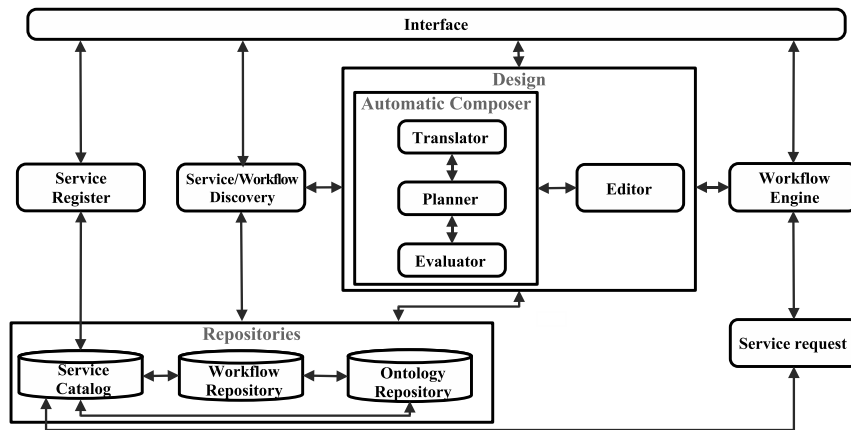 Interface
Design
Automatic Composer
Translator
Planner
Evaluator
Editor
Service
Register
Service/Workflow
Discovery
Workflow
Engine
Repositories
Service
Catalog
Workflow
Repository
Ontology
Repository
Service request